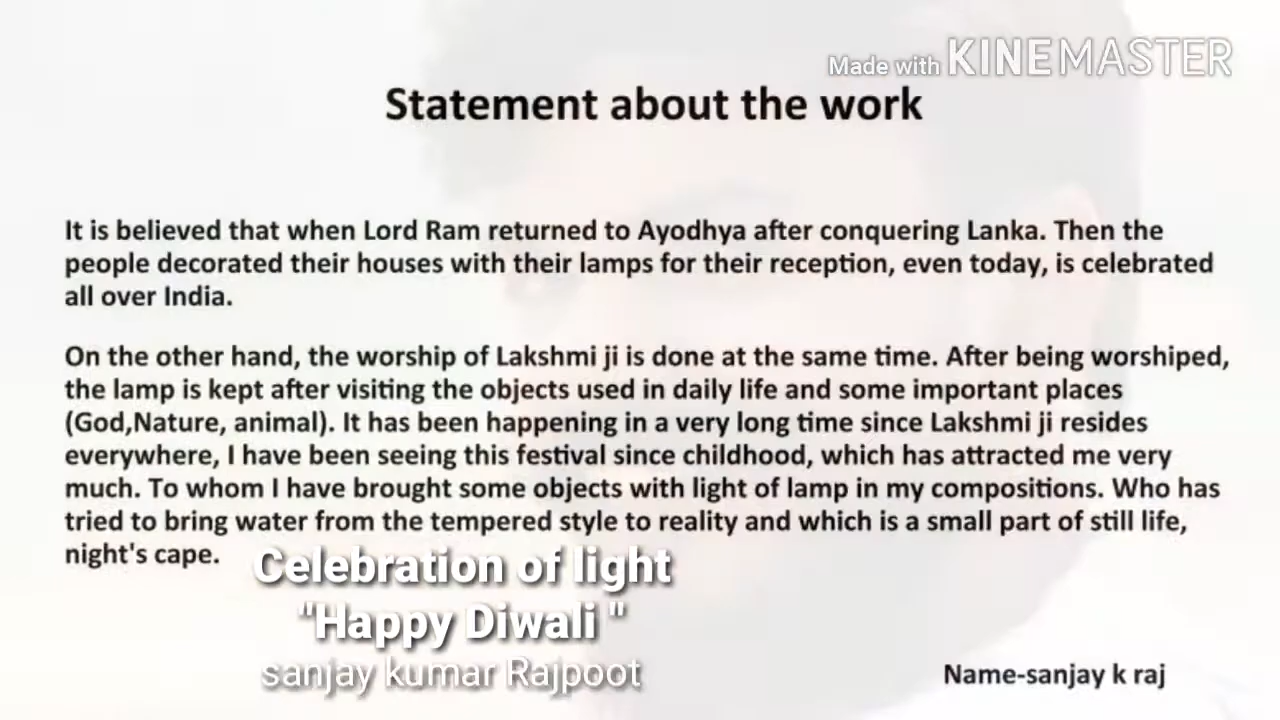 Made with KINEMASTER
Statement about the work
It is believed that when Lord Ram returned to Ayodhya after conquering Lanka. Then the
people decorated their houses with their lamps for their reception, even today, is celebrated
all over India.
On the other hand, the worship of Lakshmi ji is done at the same time. After being worshiped,
the lamp is kept after visiting the objects used in daily life and some important places
(God,Nature, animal). It has been happening in a very long time since Lakshmi ji resides
everywhere, I have been seeing this festival since childhood, which has attracted me very
much. To whom I have brought some objects with light of lamp in my compositions. Who has
tried to bring water from the tempered style to reality and which is a small part of still life,
night's cape.
Celebration of light
"Happy Diwali "
sanjay kumar Rajpoot
Name-sanjay k raj